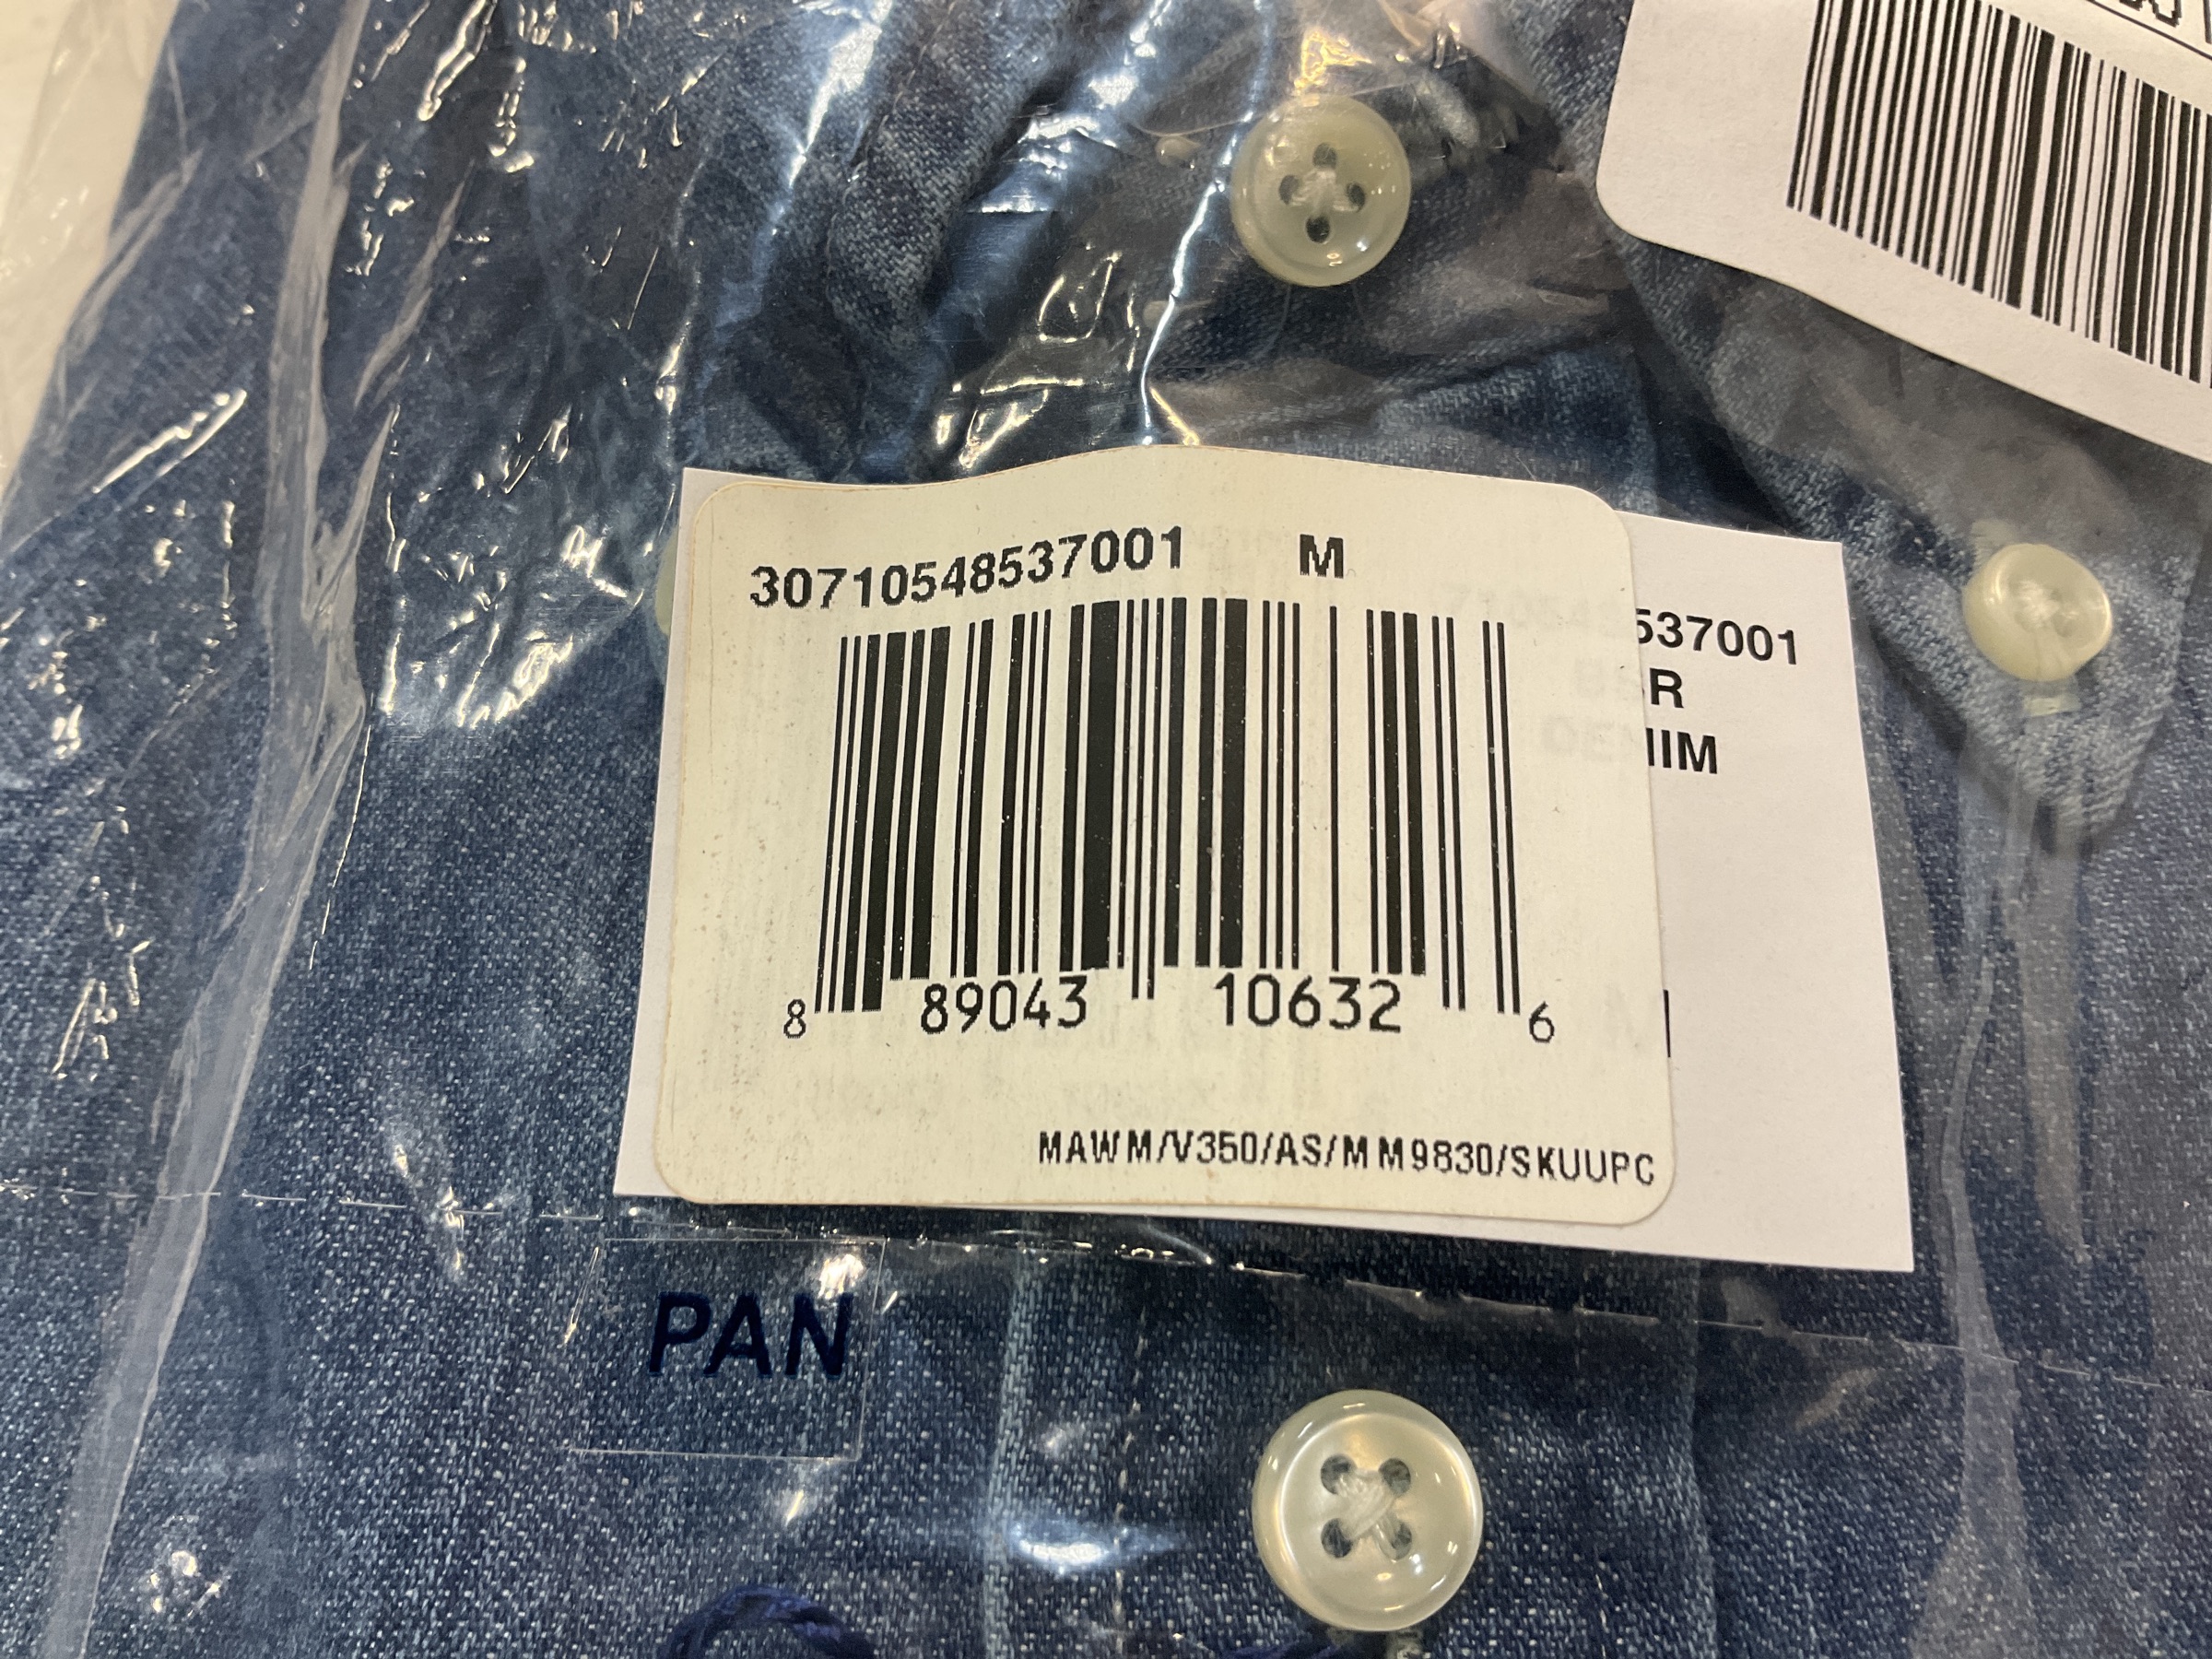 30710548537001 M
537001
DENIM
8 89043 10632 6
MAWM/V350/AS/MM9830/SKUUPC
PAN